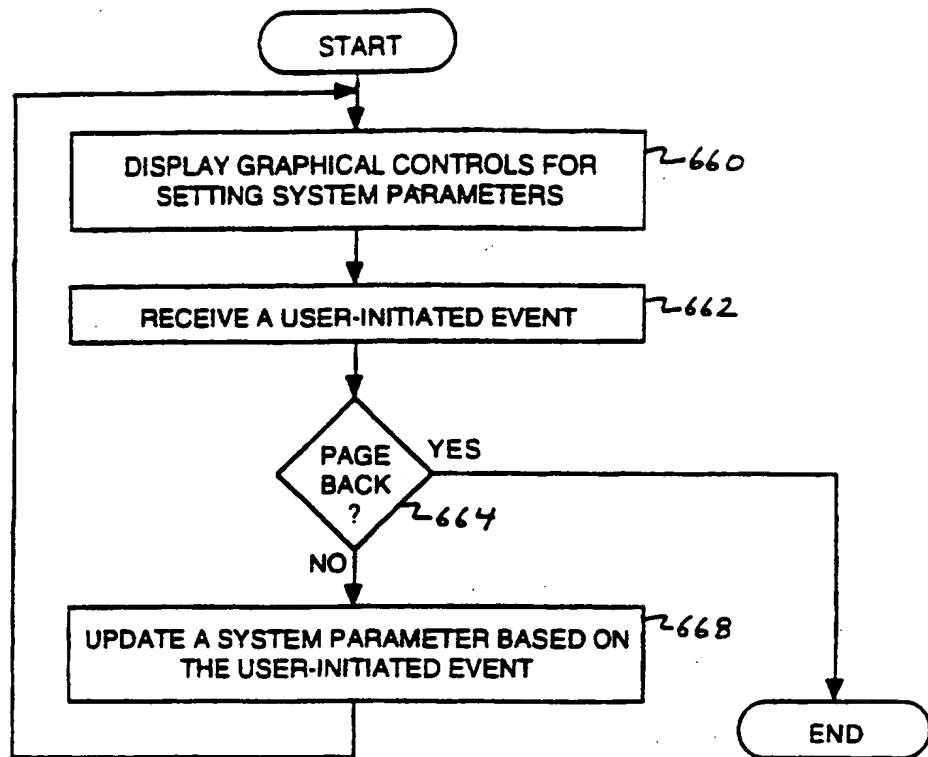 START
DISPLAY GRAPHICAL CONTROLS FOR
SETTING SYSTEM PARAMETERS
660
RECEIVE A USER-INITIATED EVENT
662
PAGE
BACK
?
YES
664
NO
UPDATE A SYSTEM PARAMETER BASED ON
THE USER-INITIATED EVENT
668
END